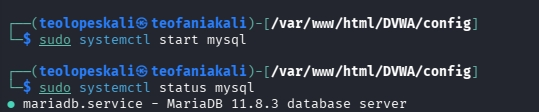 ┌──(teolopeskali㉿teofaniakali)-[/var/www/html/DVWA/config]
└─$ sudo systemctl start mysql
┌──(teolopeskali㉿teofaniakali)-[/var/www/html/DVWA/config]
└─$ sudo systemctl status mysql
● mariadb.service - MariaDB 11.8.3 database server